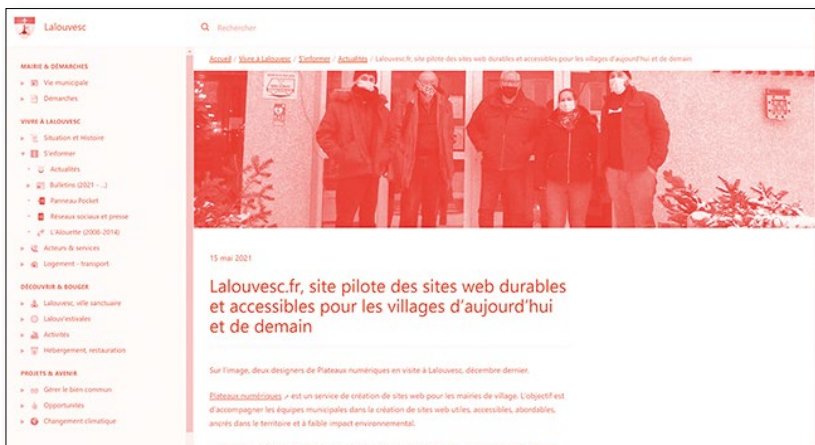 Lalouvesc
Rechercher
MAIRIE & DÉMARCHES
Vie municipale
Démarches
VIVRE À LALOUVESC
Situation et Histoire
S'informer
Actualités
Bulletins (2021 - ...)
Panneau Pocket
Réseaux sociaux et presse
L'Alouette (2006-2014)
Acteurs & services
Logement - transport
DÉCOUVRIR & BOUGER
Lalouvesc, ville sanctuaire
Lalouv'estivales
Activités
Hébergement, restauration
PROJETS & AVENIR
Gérer le bien commun
Opportunités
Changement climatique
Accueil / Vivre à Lalouvesc / S'informer / Actualités / Lalouvesc.fr, site pilote des sites web durables et accessibles pour les villages d'aujourd'hui et de demain
15 mai 2021
Lalouvesc.fr, site pilote des sites web durables
et accessibles pour les villages d'aujourd'hui
et de demain
Sur l'image, deux designers de Plateaux numériques en visite à Lalouvesc, décembre dernier.
Plateaux numériques ↗ est un service de création de sites web pour les mairies de village. L'objectif est
d'accompagner les équipes municipales dans la création de sites web utiles, accessibles, abordables,
ancrés dans le territoire et à faible impact environnemental.